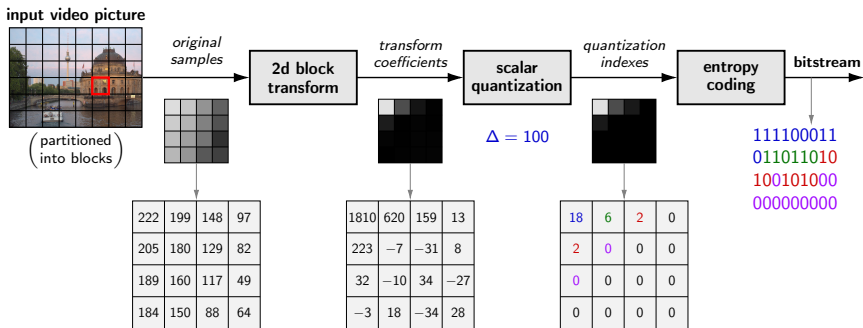 input video picture
(partitioned
into blocks)
original
samples
2d block
transform
transform
coefficients
scalar
quantization
Δ = 100
quantization
indexes
entropy
coding
bitstream
111100011
011011010
100101000
000000000
222 199 148 97
205 180 129 82
189 160 117 49
184 150 88 64
1810 620 159 13
223 −7 −31 8
32 −10 34 −27
−3 18 −34 28
18 6 2 0
2 0 0 0
0 0 0 0
0 0 0 0